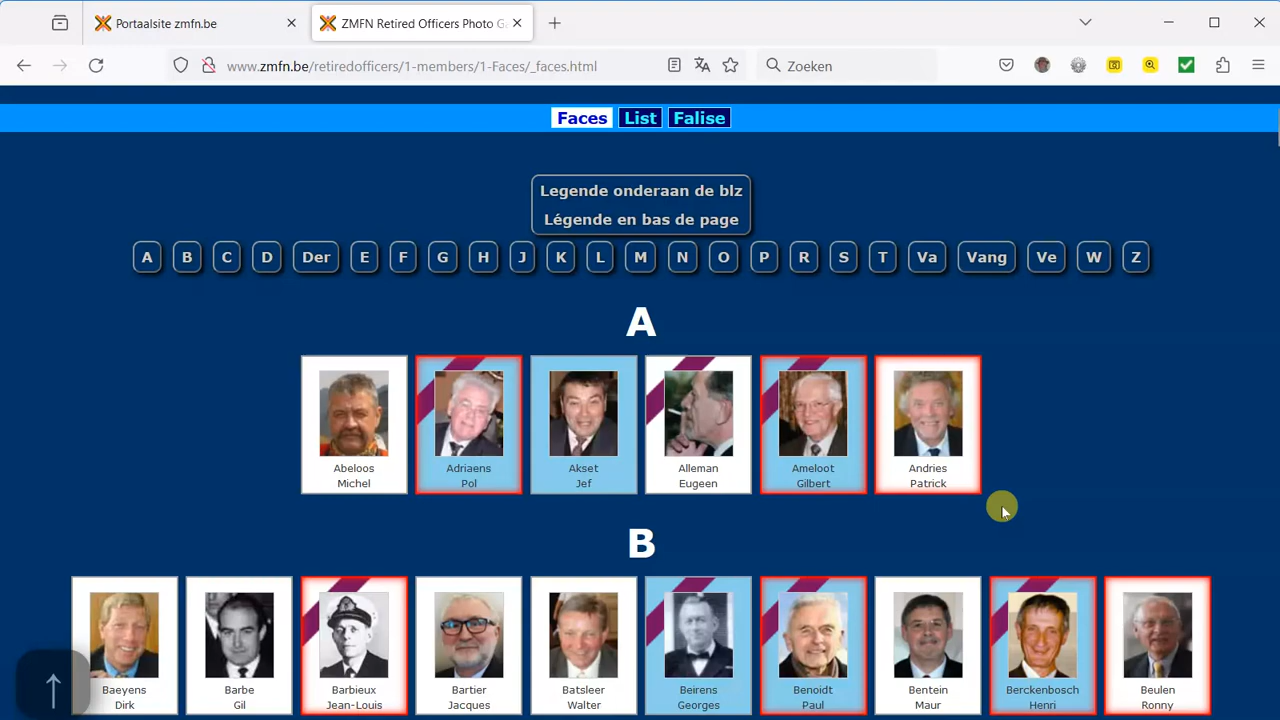 Portaalsite zmfn.be
ZMFN Retired Officers Photo G
www.zmfn.be/retiredofficers/1-members/1-Faces/_faces.html
Zoeken
Faces List Falise
Legende onderaan de blz
Légende en bas de page
A B C D Der E F G H J K L M N O P R S T Va Vang Ve W Z
A
Abeloos Adriaens Akset Alleman Ameloot Andries
Michel Pol Jef Eugeen Gilbert Patrick
B
Baeyens Barbe Barbieux Bartier Batsleer Beirens Benoidt Bentein Berckenbosch Beulen
Dirk Gil Jean-Louis Jacques Walter Georges Paul Maur Henri Ronny